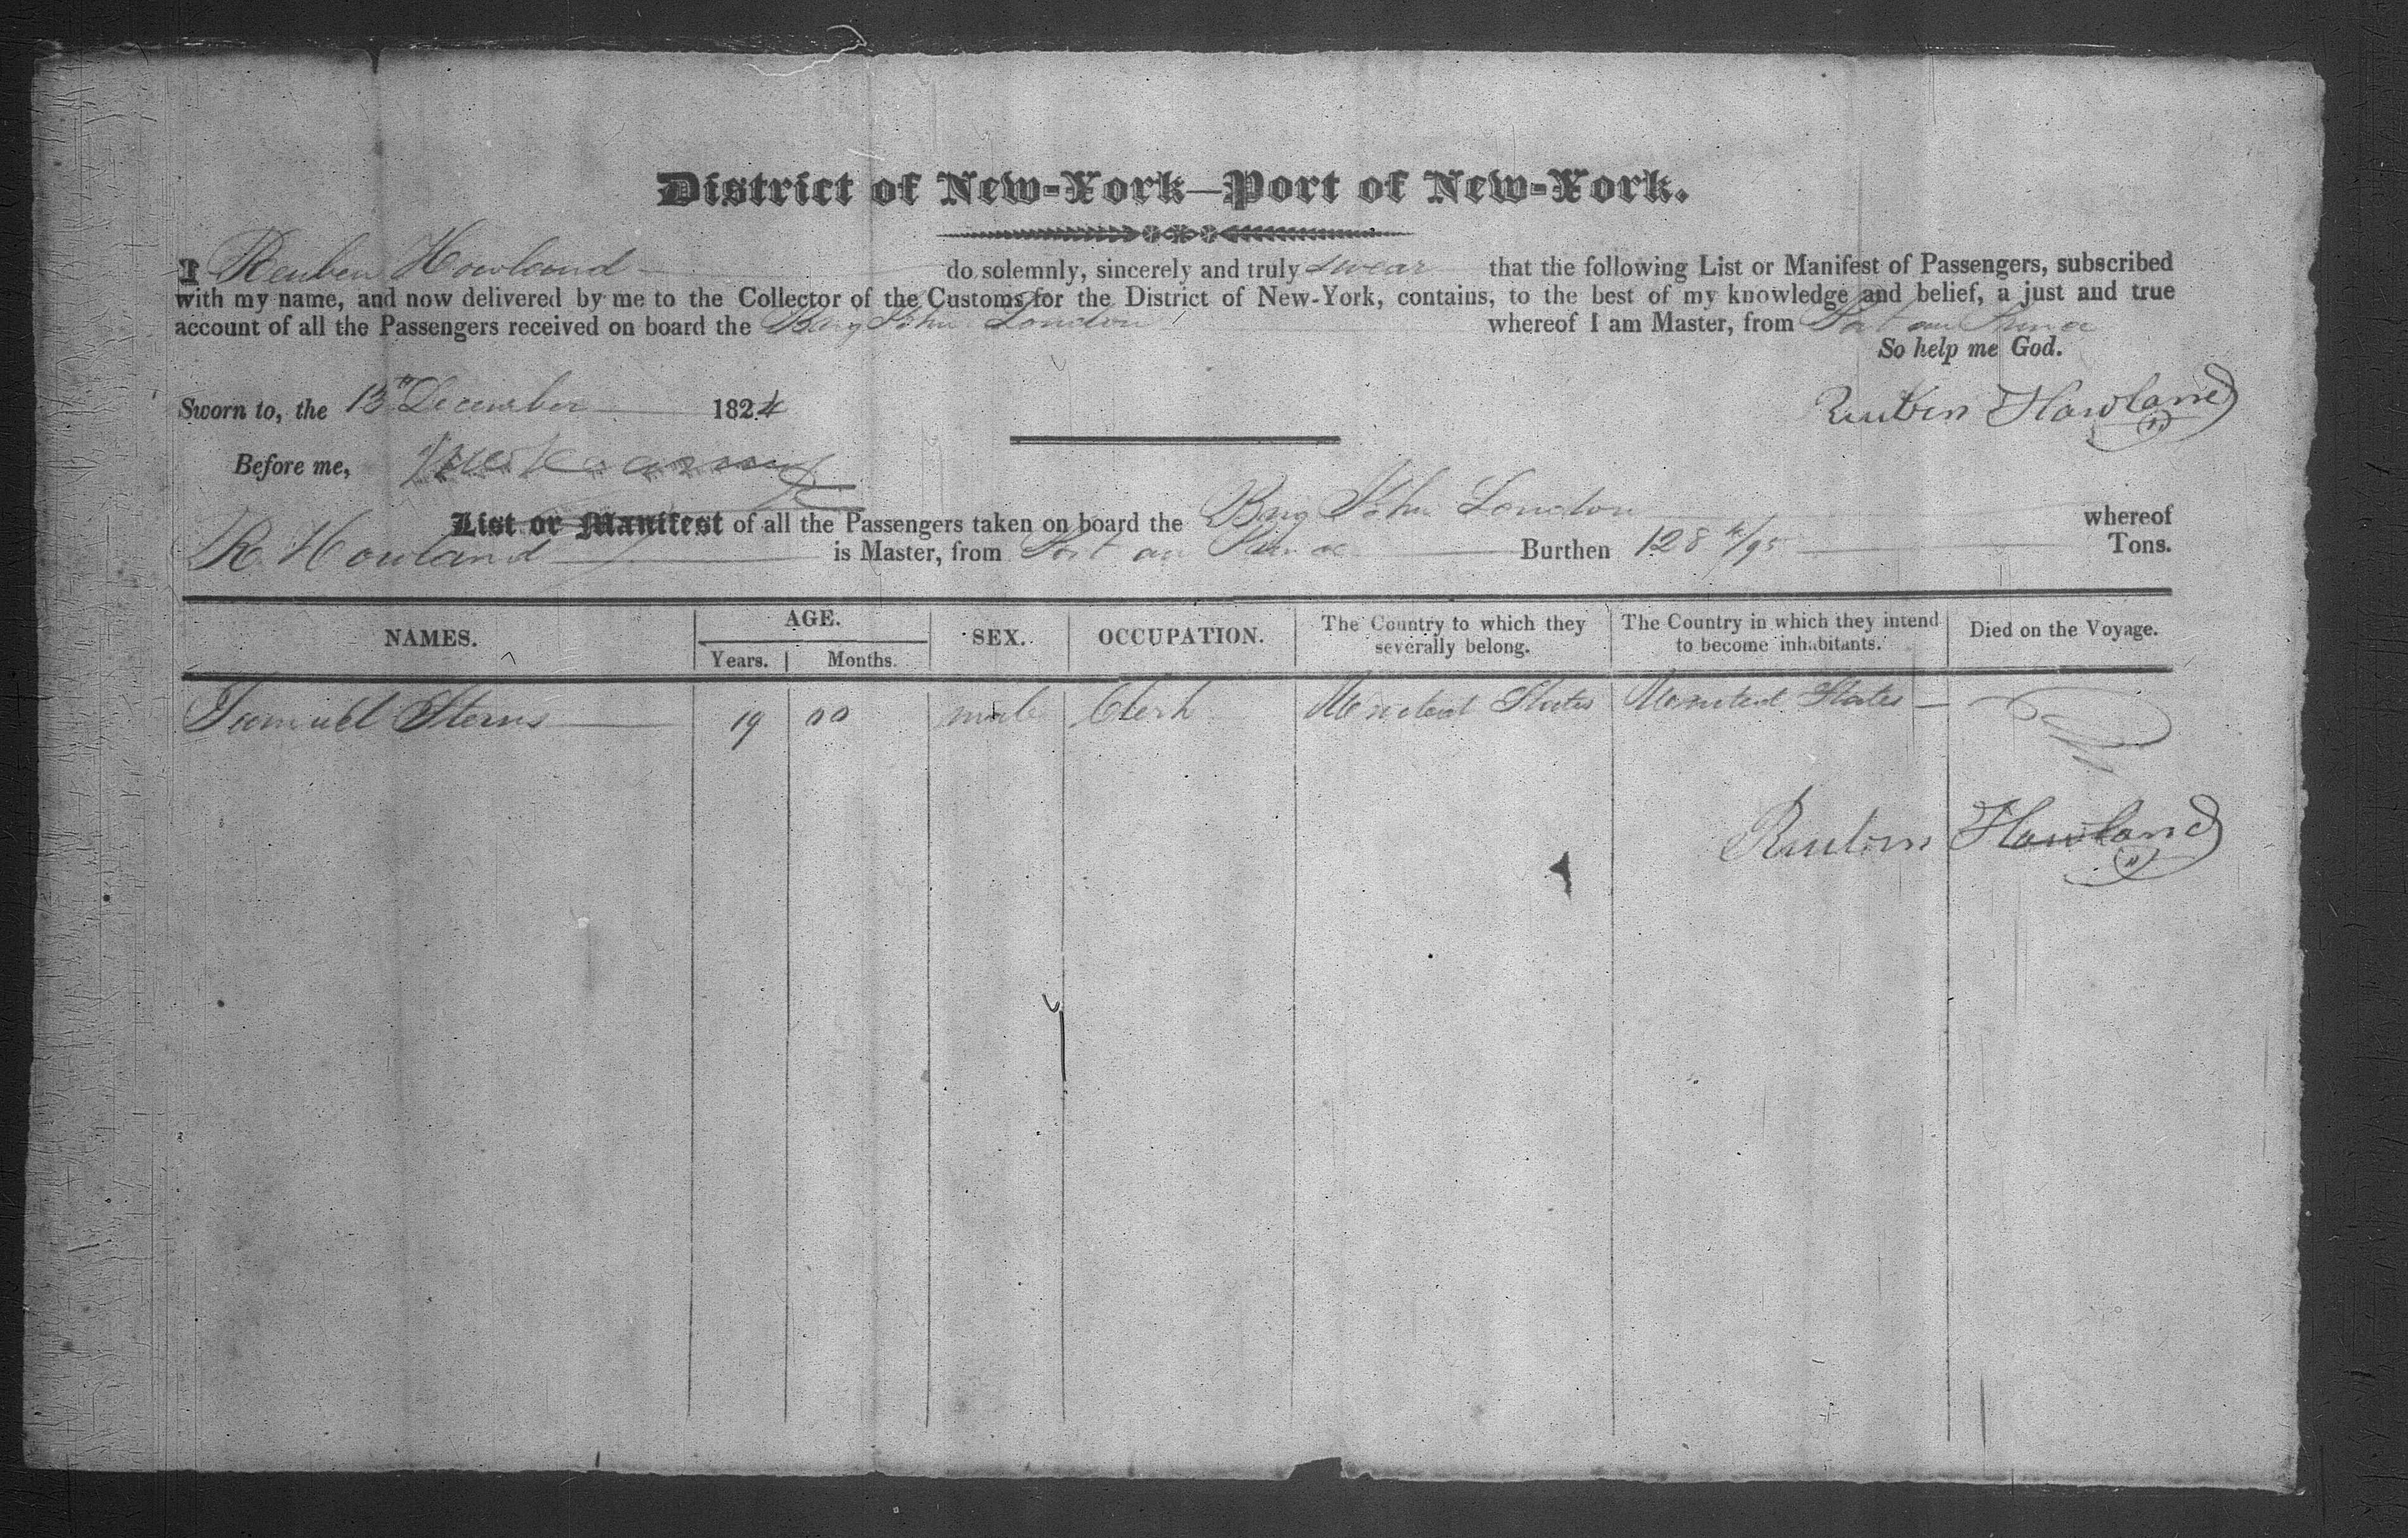 District of New-York—Port of New-York.
I Reuben Howland do solemnly, sincerely and truly swear that the following List or Manifest of Passengers, subscribed
with my name, and now delivered by me to the Collector of the Customs for the District of New-York, contains, to the best of my knowledge and belief, a just and true
account of all the Passengers received on board the Brig John London whereof I am Master, from Port au Prince
So help me God.
Sworn to, the 13th December 1824 Reuben Howland
Before me,
List or Manifest of all the Passengers taken on board the Brig John London whereof
R. Howland is Master, from Port au Prince Burthen 128 /95 Tons.
NAMES. AGE. Years. Months. SEX. OCCUPATION. The Country to which they severally belong. The Country in which they intend to become inhabitants. Died on the Voyage.
Samuel Sterns 19 00 male Clerk United States United States
Reuben Howland